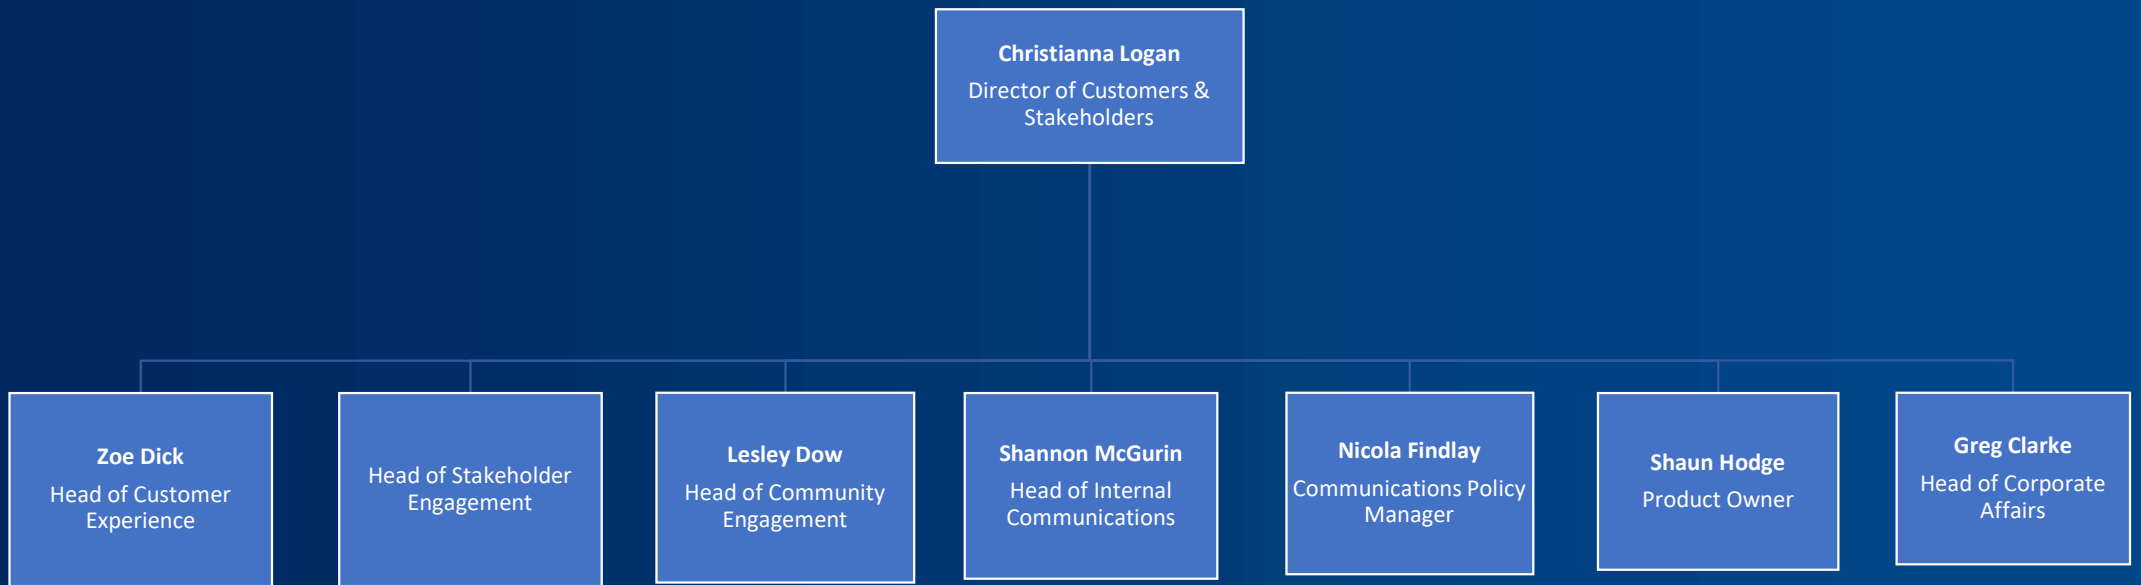 Christianna Logan
Director of Customers &
Stakeholders
Zoe Dick
Head of Customer
Experience
Head of Stakeholder
Engagement
Lesley Dow
Head of Community
Engagement
Shannon McGurin
Head of Internal
Communications
Nicola Findlay
Communications Policy
Manager
Shaun Hodge
Product Owner
Greg Clarke
Head of Corporate
Affairs